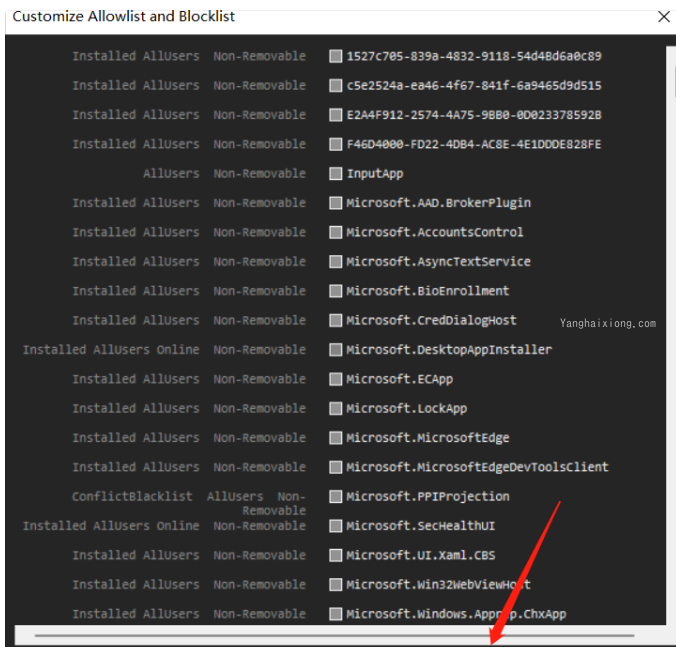 Customize Allowlist and Blocklist
Installed AllUsers Non-Removable 1527c705-839a-4832-9118-54d4Bd6a0c89
Installed AllUsers Non-Removable c5e2524a-ea46-4f67-841f-6a9465d9d515
Installed AllUsers Non-Removable E2A4F912-2574-4A75-9BB0-0D023378592B
Installed AllUsers Non-Removable F46D4000-FD22-4DB4-AC8E-4E1DDDE828FE
AllUsers Non-Removable InputApp
Installed AllUsers Non-Removable Microsoft.AAD.BrokerPlugin
Installed AllUsers Non-Removable Microsoft.AccountsControl
Installed AllUsers Non-Removable Microsoft.AsyncTextService
Installed AllUsers Non-Removable Microsoft.BioEnrollment
Installed AllUsers Non-Removable Microsoft.CredDialogHost
Yanghaixiong.com
Installed AllUsers Online Non-Removable Microsoft.DesktopAppInstaller
Installed AllUsers Non-Removable Microsoft.ECApp
Installed AllUsers Non-Removable Microsoft.LockApp
Installed AllUsers Non-Removable Microsoft.MicrosoftEdge
Installed AllUsers Non-Removable Microsoft.MicrosoftEdgeDevToolsClient
ConflictBlacklist AllUsers Non-
Removable
Microsoft.PPIProjection
Installed AllUsers Online Non-Removable Microsoft.SecHealthUI
Installed AllUsers Non-Removable Microsoft.UI.Xaml.CBS
Installed AllUsers Non-Removable Microsoft.Win32WebViewHost
Installed AllUsers Non-Removable Microsoft.Windows.Apprep.ChxApp